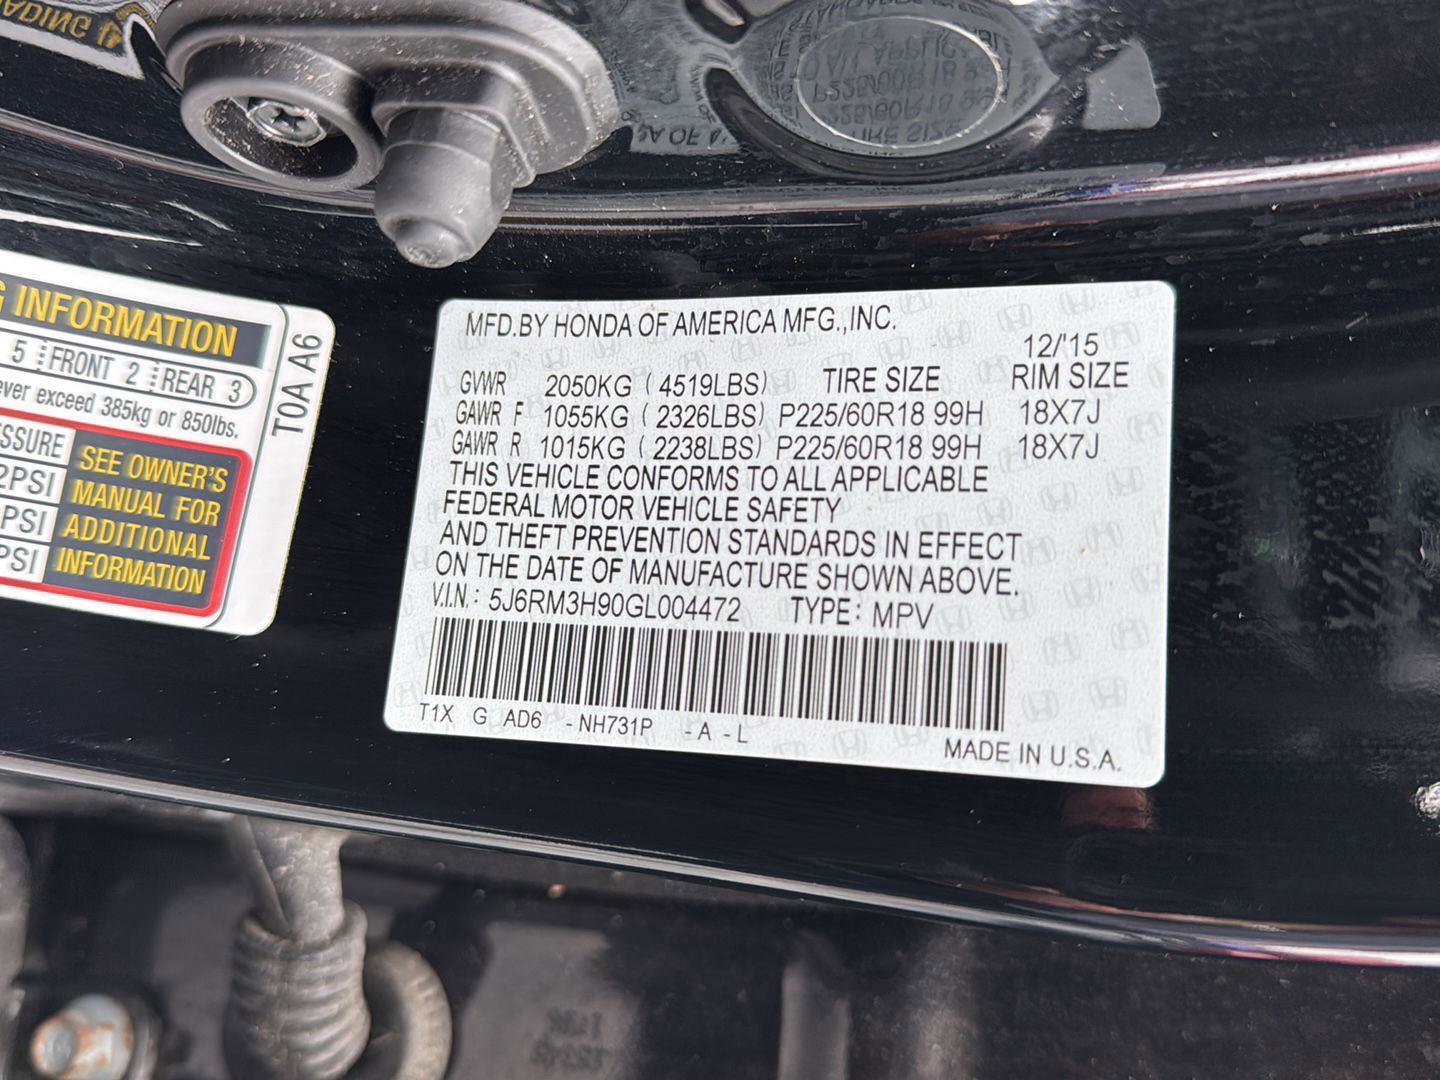 G INFORMATION
5 FRONT 2 REAR 3
ever exceed 385kg or 850lbs.
SEE OWNER'S
MANUAL FOR
ADDITIONAL
INFORMATION
2PSI
PSI
PSI
T0A A6
MFD.BY HONDA OF AMERICA MFG.,INC.
12/'15
GVWR 2050KG (4519LBS) TIRE SIZE RIM SIZE
GAWR F 1055KG (2326LBS) P225/60R18 99H 18X7J
GAWR R 1015KG (2238LBS) P225/60R18 99H 18X7J
THIS VEHICLE CONFORMS TO ALL APPLICABLE
FEDERAL MOTOR VEHICLE SAFETY
AND THEFT PREVENTION STANDARDS IN EFFECT
ON THE DATE OF MANUFACTURE SHOWN ABOVE.
V.I.N.: 5J6RM3H90GL004472 TYPE: MPV
T1X G AD6 -NH731P -A -L
MADE IN U.S.A.